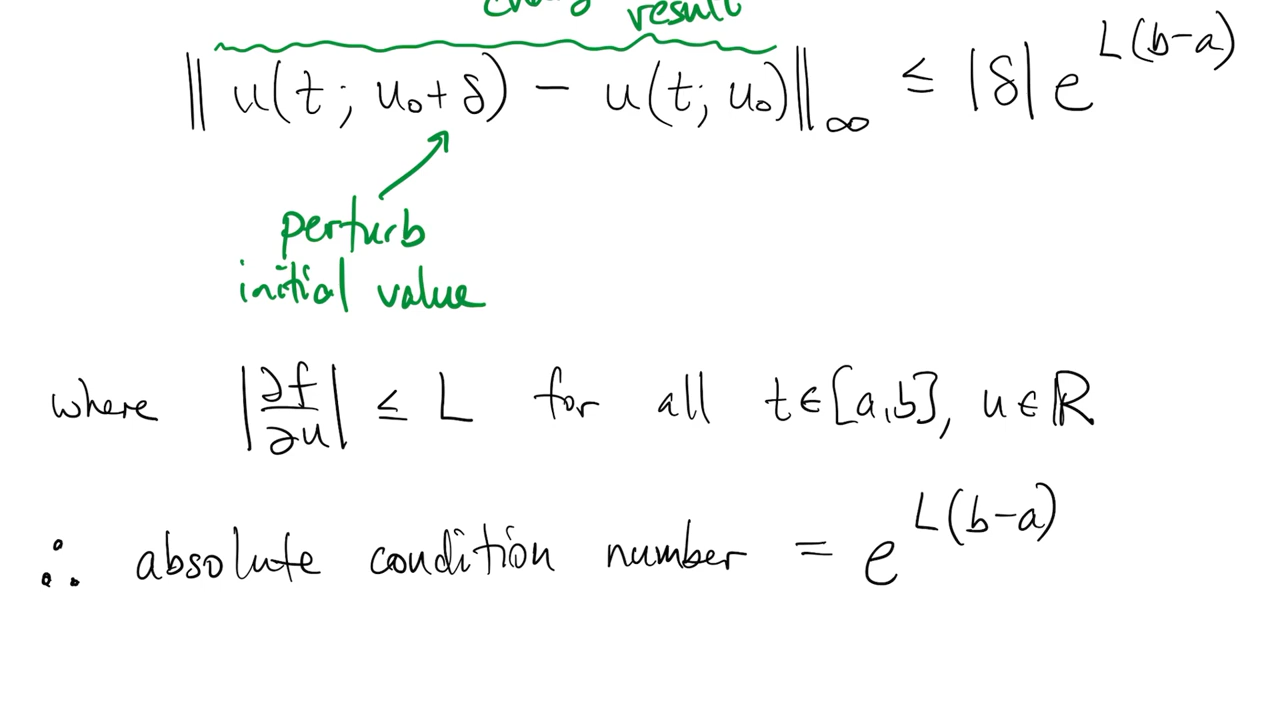 result
‖ u(t; u₀+δ) − u(t; u₀)‖∞ ≤ |δ| e^{L(b-a)}
perturb
initial value
where |∂f/∂u| ≤ L for all t∈[a,b], u∈ℝ
∴ absolute condition number = e^{L(b-a)}